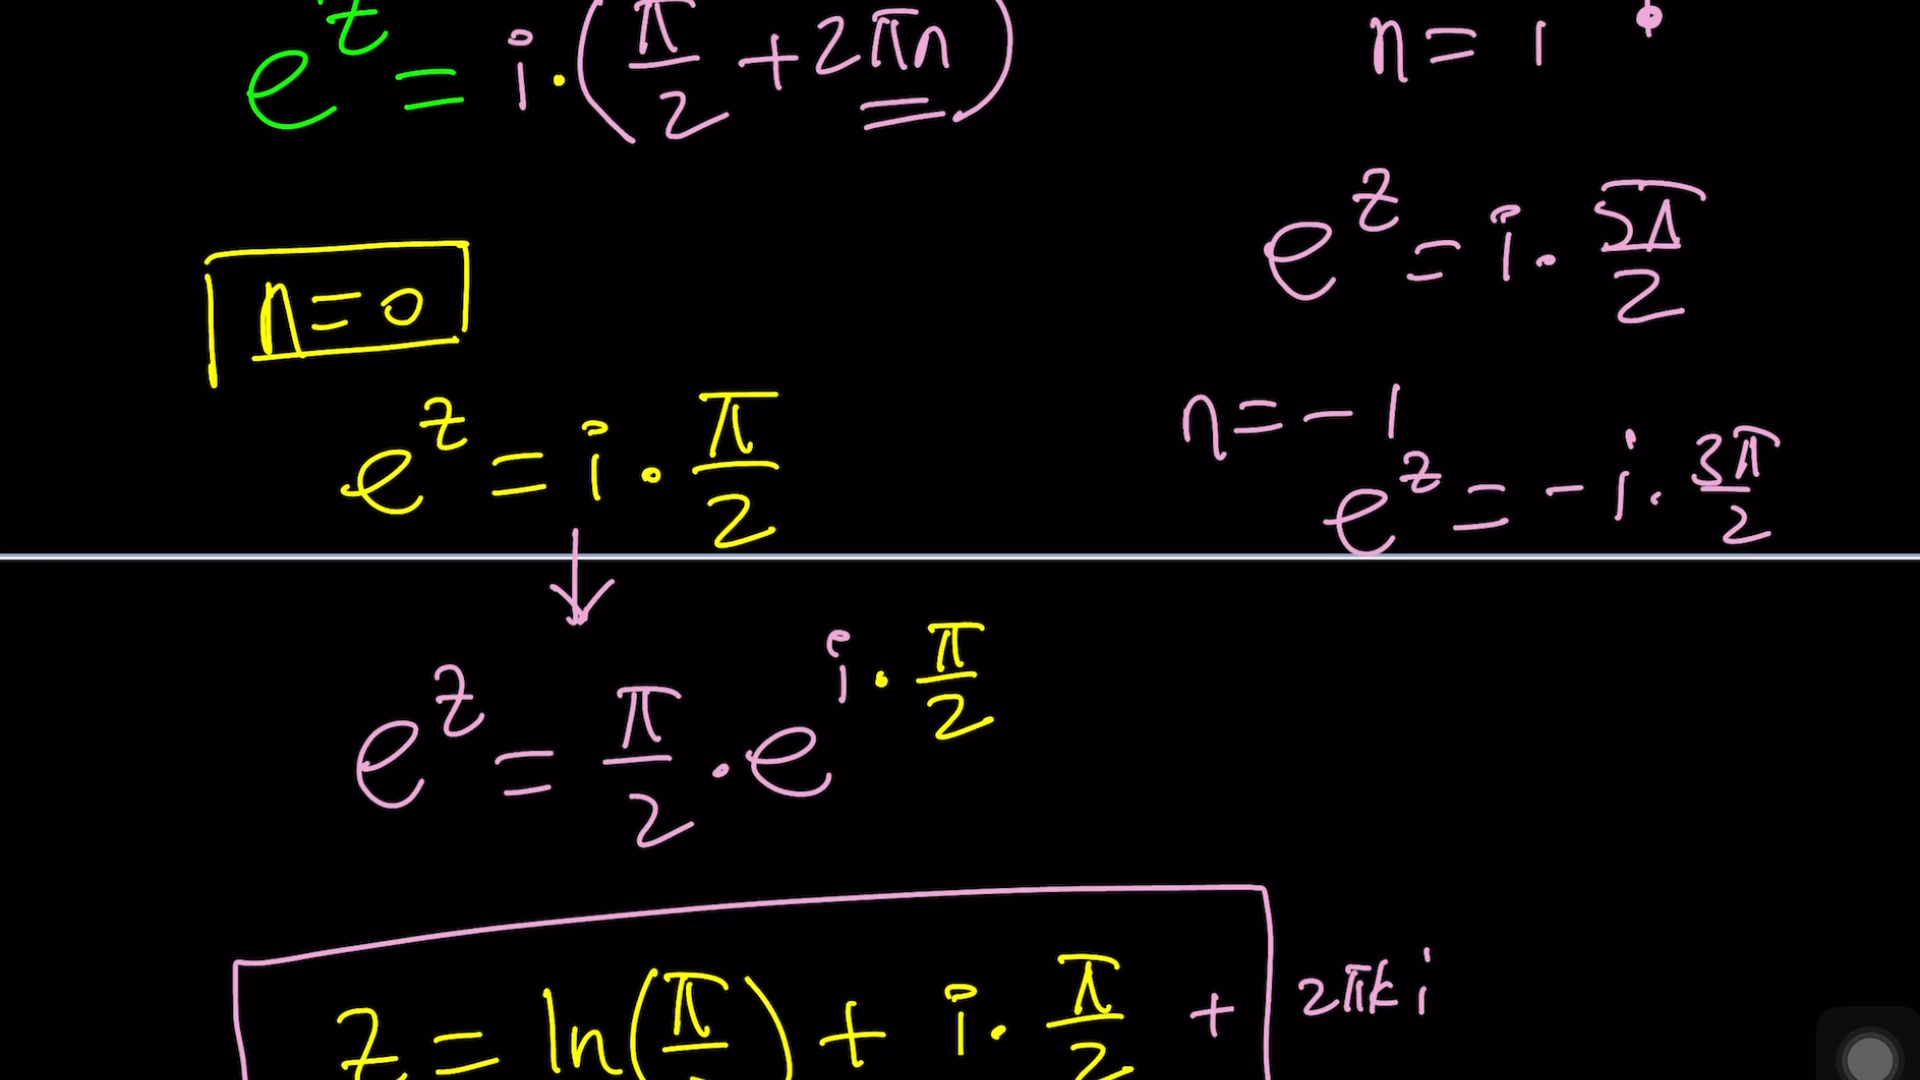 e^z = i · (π/2 + 2πn)
n = 1
e^z = i · 5π/2
n = 0
e^z = i · π/2
n = -1
e^z = -i · 3π/2
e^z = π/2 · e^(i · π/2)
z = ln(π/2) + i · π/2 + 2πki